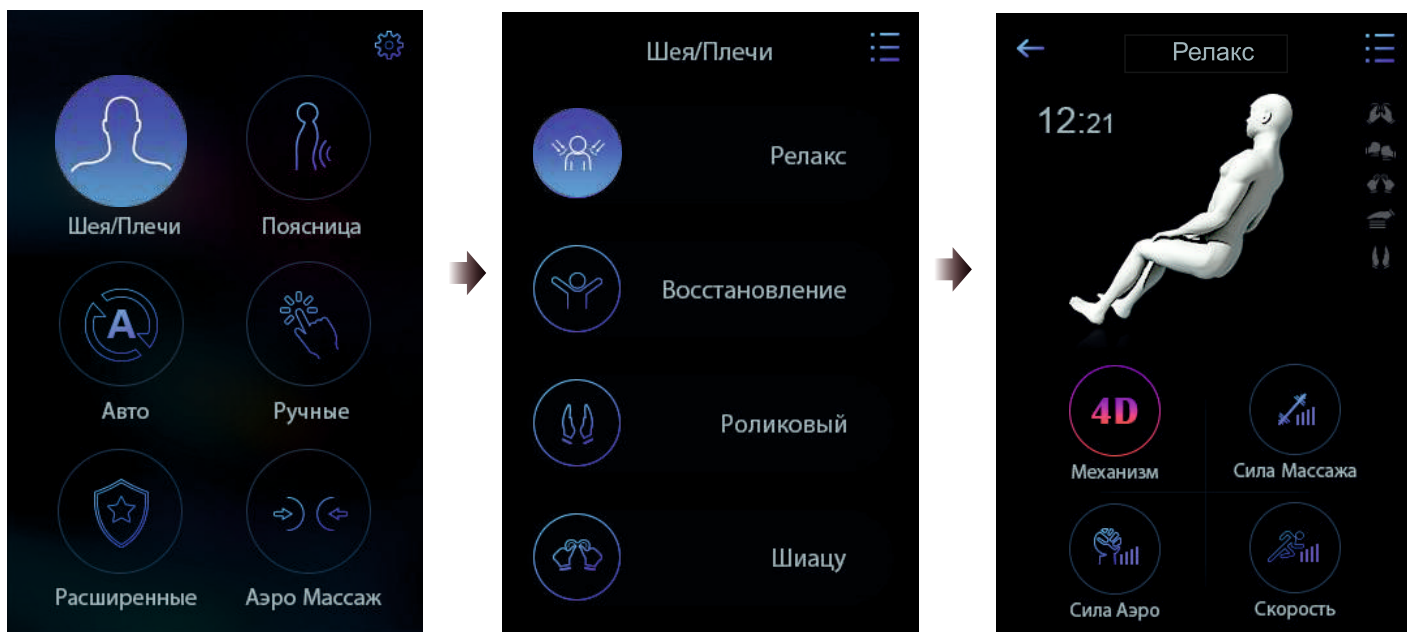 Шея/Плечи
Поясница
A
Авто
Ручные
Расширенные
Аэро Массаж
Шея/Плечи
Релакс
Восстановление
Роликовый
Шиацу
Релакс
12:21
4D
Механизм
Сила Массажа
Сила Аэро
Скорость